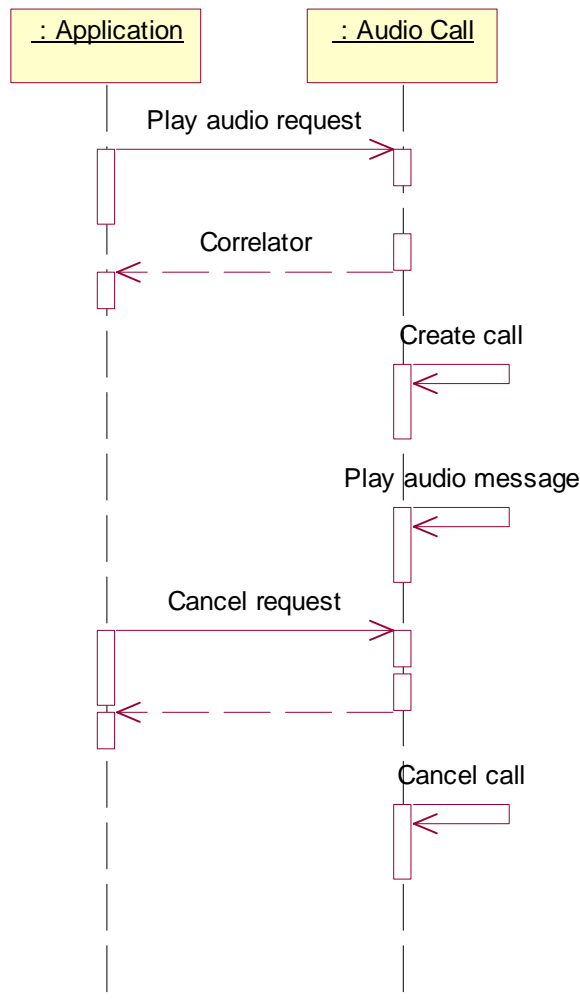 : Application
: Audio Call
Play audio request
Correlator
Create call
Play audio message
Cancel request
Cancel call